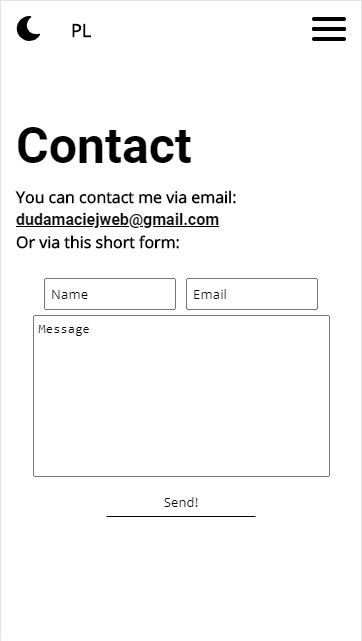 PL
Contact
You can contact me via email:
dudamaciejweb@gmail.com
Or via this short form:
Name Email
Message
Send!